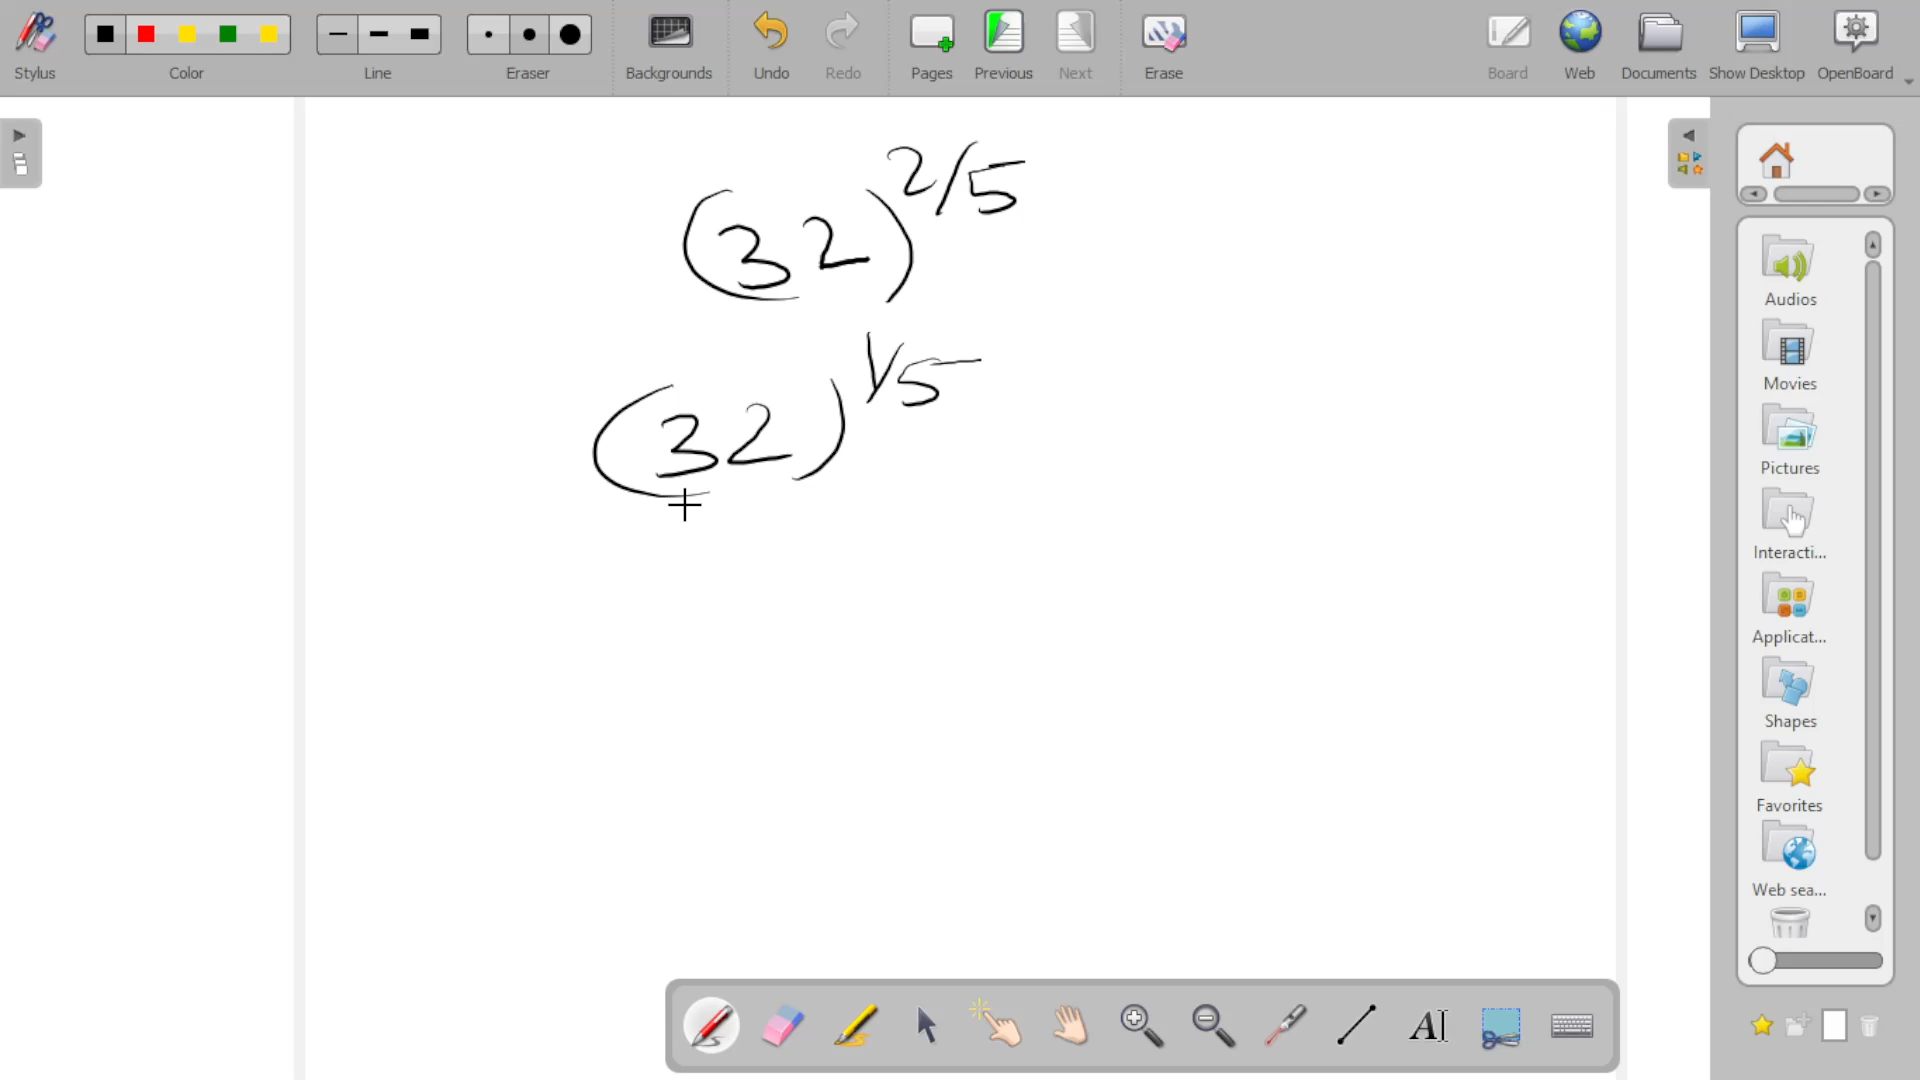 Stylus Color Line Eraser Backgrounds Undo Redo Pages Previous Next Erase Board Web Documents Show Desktop OpenBoard
(32)^2/5
(32)^1/5
Audios
Movies
Pictures
Interacti...
Applicat...
Shapes
Favorites
Web sea...
AI